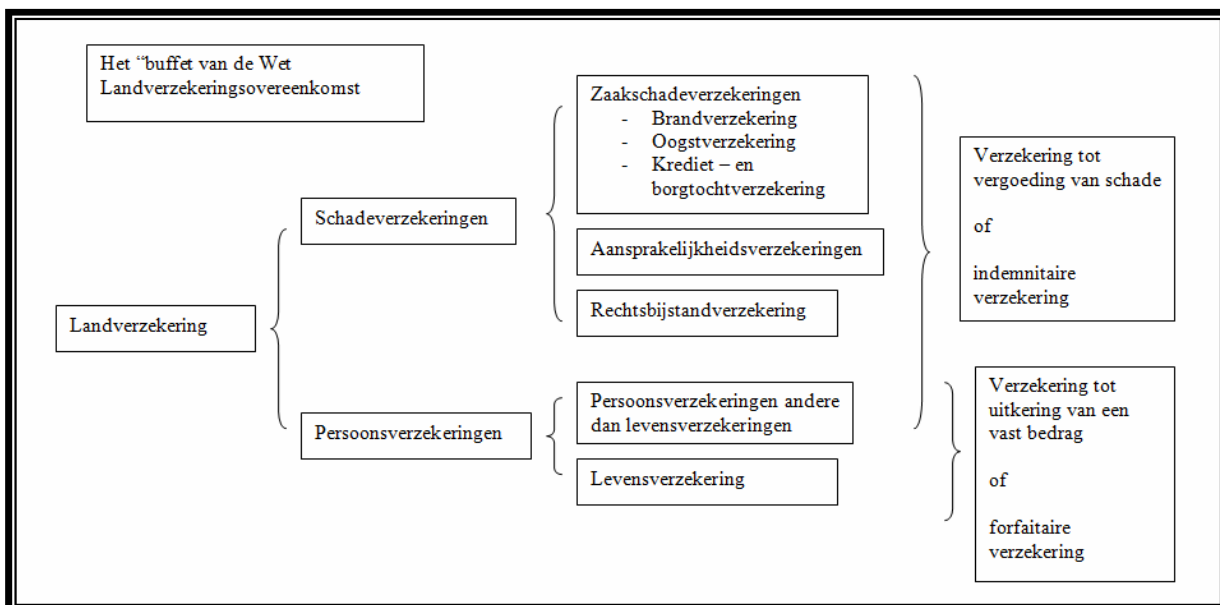 Het “buffet van de Wet
Landverzekeringsovereenkomst
Landverzekering
Schadeverzekeringen
Persoonsverzekeringen
Zaakschadeverzekeringen
- Brandverzekering
- Oogstverzekering
- Krediet – en
borgtochtverzekering
Aansprakelijkheidsverzekeringen
Rechtsbijstandverzekering
Persoonsverzekeringen andere
dan levensverzekeringen
Levensverzekering
Verzekering tot
vergoeding van schade
of
indemnitaire
verzekering
Verzekering tot
uitkering van een
vast bedrag
of
forfaitaire
verzekering